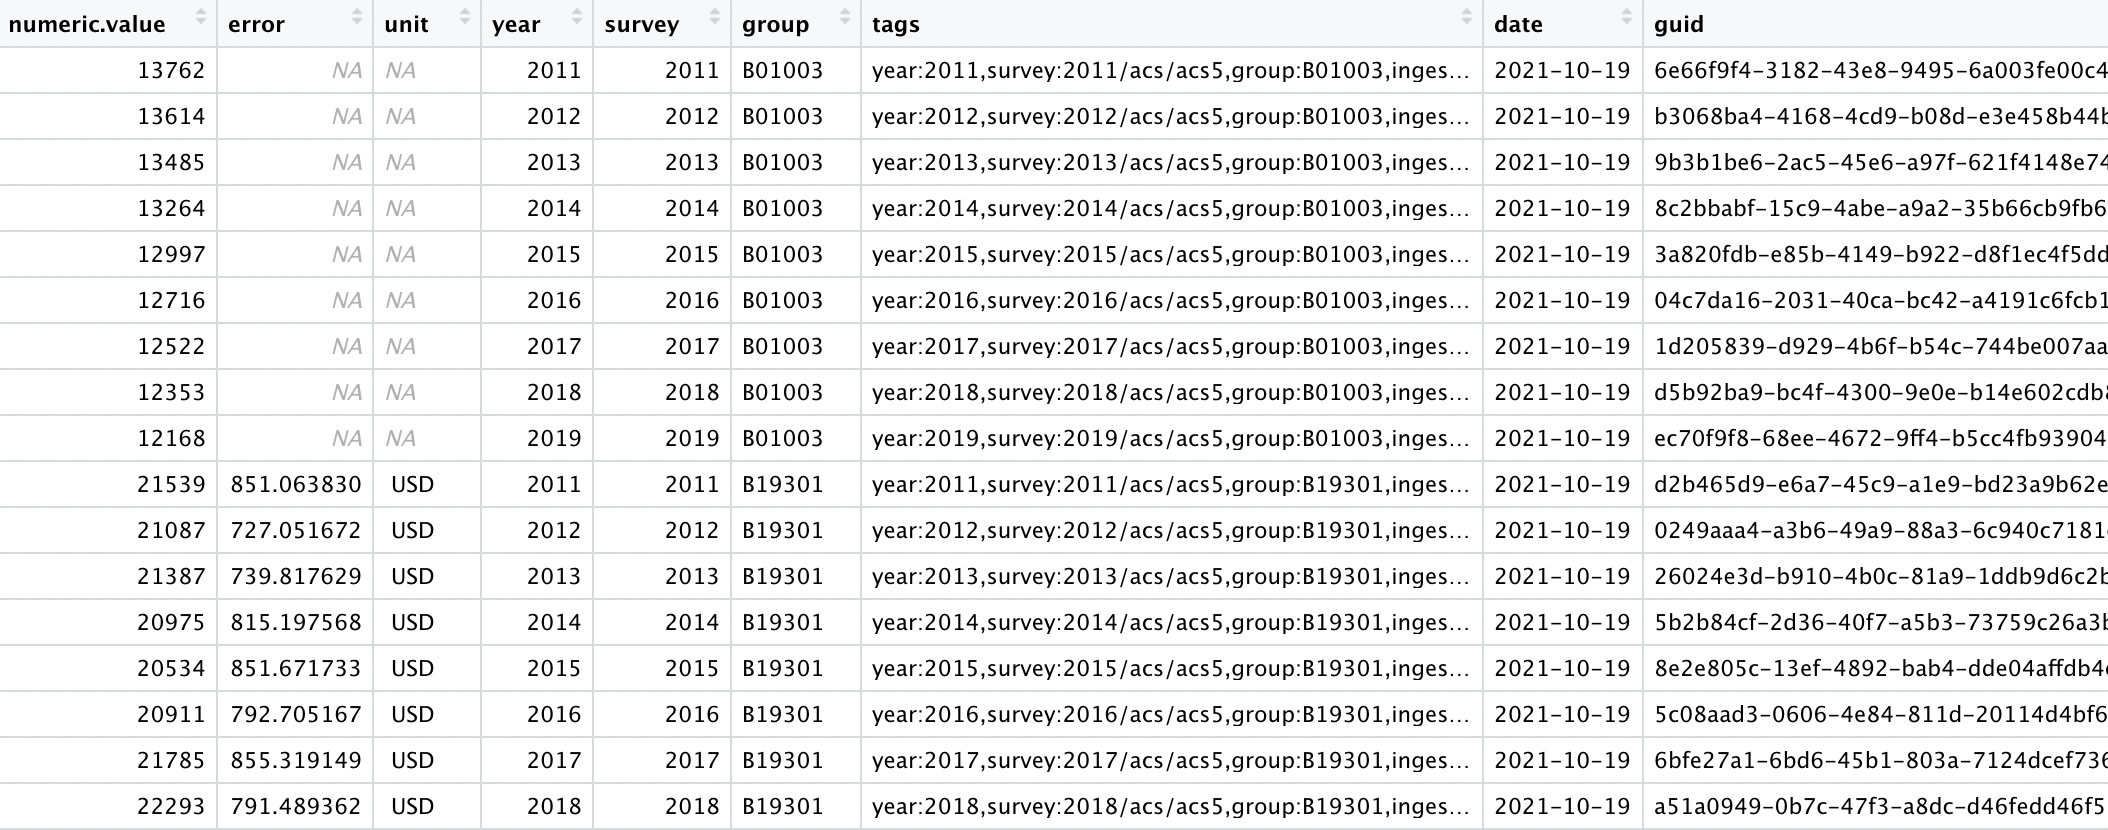 numeric.value error unit year survey group tags date guid
13762 NA NA 2011 2011 B01003 year:2011,survey:2011/acs/acs5,group:B01003,inges... 2021-10-19 6e66f9f4-3182-43e8-9495-6a003fe00c4
13614 NA NA 2012 2012 B01003 year:2012,survey:2012/acs/acs5,group:B01003,inges... 2021-10-19 b3068ba4-4168-4cd9-b08d-e3e458b44b
13485 NA NA 2013 2013 B01003 year:2013,survey:2013/acs/acs5,group:B01003,inges... 2021-10-19 9b3b1be6-2ac5-45e6-a97f-621f4148e74
13264 NA NA 2014 2014 B01003 year:2014,survey:2014/acs/acs5,group:B01003,inges... 2021-10-19 8c2bbabf-15c9-4abe-a9a2-35b66cb9fb6
12997 NA NA 2015 2015 B01003 year:2015,survey:2015/acs/acs5,group:B01003,inges... 2021-10-19 3a820fdb-e85b-4149-b922-d8f1ec4f5dd
12716 NA NA 2016 2016 B01003 year:2016,survey:2016/acs/acs5,group:B01003,inges... 2021-10-19 04c7da16-2031-40ca-bc42-a4191c6fcb1
12522 NA NA 2017 2017 B01003 year:2017,survey:2017/acs/acs5,group:B01003,inges... 2021-10-19 1d205839-d929-4b6f-b54c-744be007aa
12353 NA NA 2018 2018 B01003 year:2018,survey:2018/acs/acs5,group:B01003,inges... 2021-10-19 d5b92ba9-bc4f-4300-9e0e-b14e602cdb8
12168 NA NA 2019 2019 B01003 year:2019,survey:2019/acs/acs5,group:B01003,inges... 2021-10-19 ec70f9f8-68ee-4672-9ff4-b5cc4fb93904
21539 851.063830 USD 2011 2011 B19301 year:2011,survey:2011/acs/acs5,group:B19301,inges... 2021-10-19 d2b465d9-e6a7-45c9-a1e9-bd23a9b62e
21087 727.051672 USD 2012 2012 B19301 year:2012,survey:2012/acs/acs5,group:B19301,inges... 2021-10-19 0249aaa4-a3b6-49a9-88a3-6c940c7181
21387 739.817629 USD 2013 2013 B19301 year:2013,survey:2013/acs/acs5,group:B19301,inges... 2021-10-19 26024e3d-b910-4b0c-81a9-1ddb9d6c2b
20975 815.197568 USD 2014 2014 B19301 year:2014,survey:2014/acs/acs5,group:B19301,inges... 2021-10-19 5b2b84cf-2d36-40f7-a5b3-73759c26a3b
20534 851.671733 USD 2015 2015 B19301 year:2015,survey:2015/acs/acs5,group:B19301,inges... 2021-10-19 8e2e805c-13ef-4892-bab4-dde04affdb4
20911 792.705167 USD 2016 2016 B19301 year:2016,survey:2016/acs/acs5,group:B19301,inges... 2021-10-19 5c08aad3-0606-4e84-811d-20114d4bf6
21785 855.319149 USD 2017 2017 B19301 year:2017,survey:2017/acs/acs5,group:B19301,inges... 2021-10-19 6bfe27a1-6bd6-45b1-803a-7124dcef736
22293 791.489362 USD 2018 2018 B19301 year:2018,survey:2018/acs/acs5,group:B19301,inges... 2021-10-19 a51a0949-0b7c-47f3-a8dc-d46fedd46f5